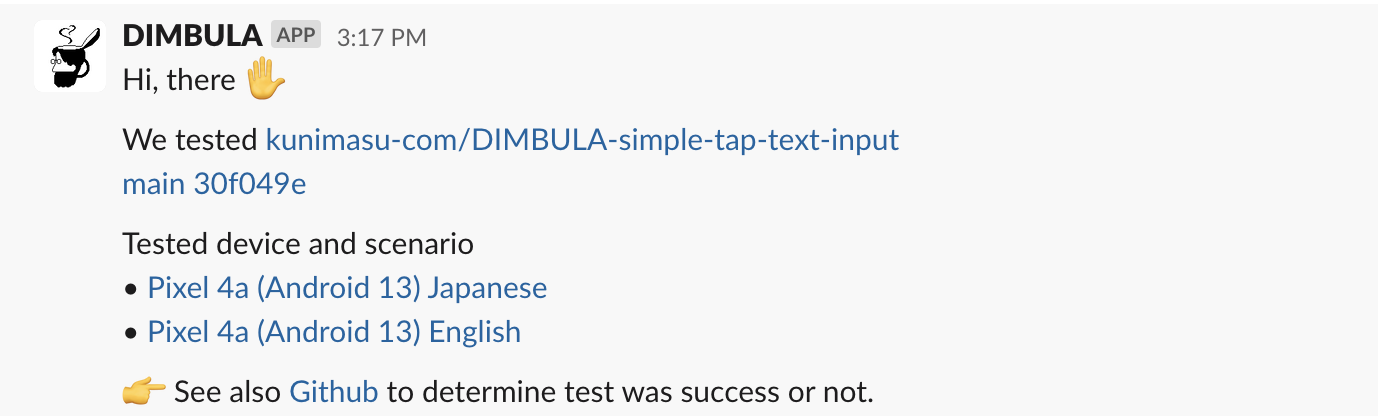 DIMBULA APP 3:17 PM
Hi, there ✋
We tested kunimasu-com/DIMBULA-simple-tap-text-input
main 30f049e
Tested device and scenario
• Pixel 4a (Android 13) Japanese
• Pixel 4a (Android 13) English
👉 See also Github to determine test was success or not.